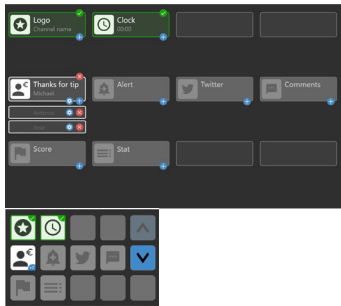 Logo
Channel name
Clock
00:00
Thanks for tip
Michael
Alert
Twitter
Comments
Score
Stat